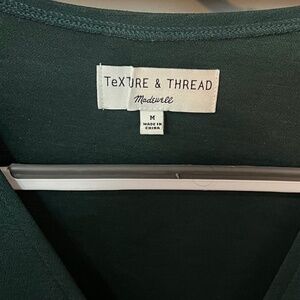 TeXTURE & THREAD
Madewell
M
MADE IN
CHINA